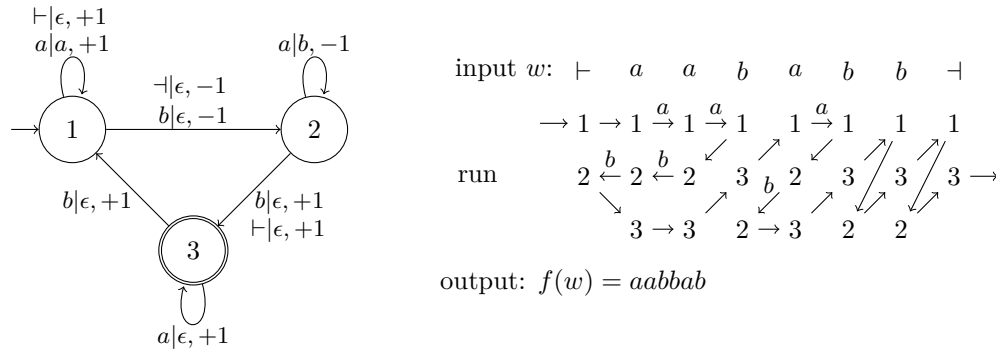 ⊢|ϵ, +1
a|a, +1
a|b, −1
⊣|ϵ, −1
b|ϵ, −1
1
2
b|ϵ, +1
b|ϵ, +1
⊢|ϵ, +1
3
a|ϵ, +1
input w: ⊢ a a b a b b ⊣
a a a
→ 1 → 1 → 1 → 1 1 → 1 1 1
b b
run 2 ← 2 ← 2 3 2 3 3 3 →
b
3 → 3 2 → 3 2 2
output: f(w) = aabbab